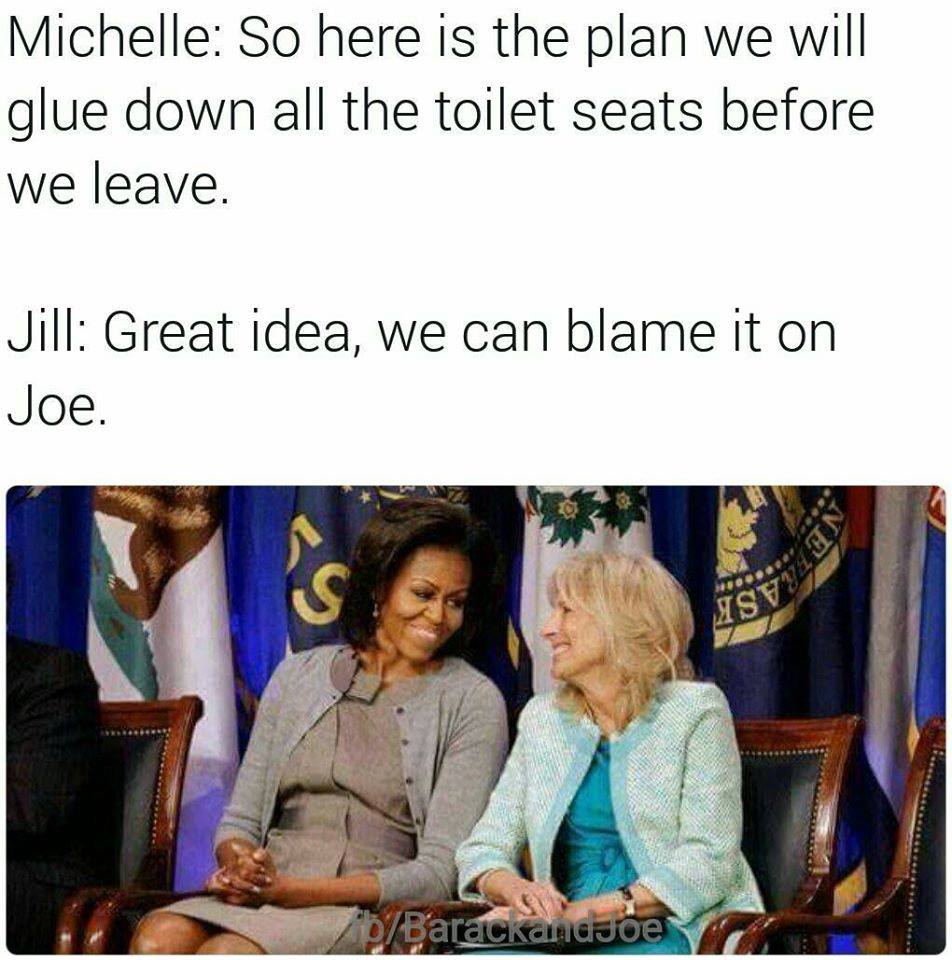 Michelle: So here is the plan we will
glue down all the toilet seats before
we leave.
Jill: Great idea, we can blame it on
Joe.
fb/BarackandJoe